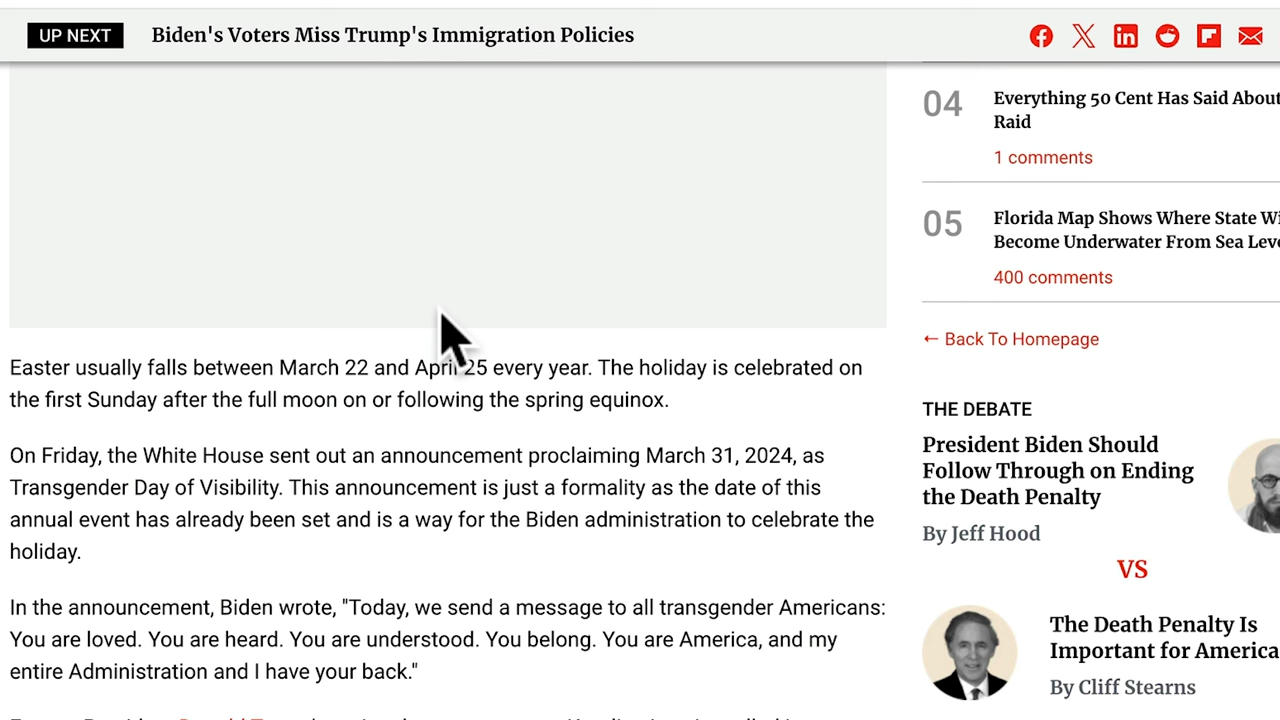 UP NEXT
Biden's Voters Miss Trump's Immigration Policies
Easter usually falls between March 22 and April 25 every year. The holiday is celebrated on
the first Sunday after the full moon on or following the spring equinox.
On Friday, the White House sent out an announcement proclaiming March 31, 2024, as
Transgender Day of Visibility. This announcement is just a formality as the date of this
annual event has already been set and is a way for the Biden administration to celebrate the
holiday.
In the announcement, Biden wrote, "Today, we send a message to all transgender Americans:
You are loved. You are heard. You are understood. You belong. You are America, and my
entire Administration and I have your back."
04
Everything 50 Cent Has Said About
Raid
1 comments
05
Florida Map Shows Where State
Become Underwater From Sea
400 comments
← Back To Homepage
THE DEBATE
President Biden Should
Follow Through on Ending
the Death Penalty
By Jeff Hood
VS
The Death Penalty Is
Important for America
By Cliff Stearns